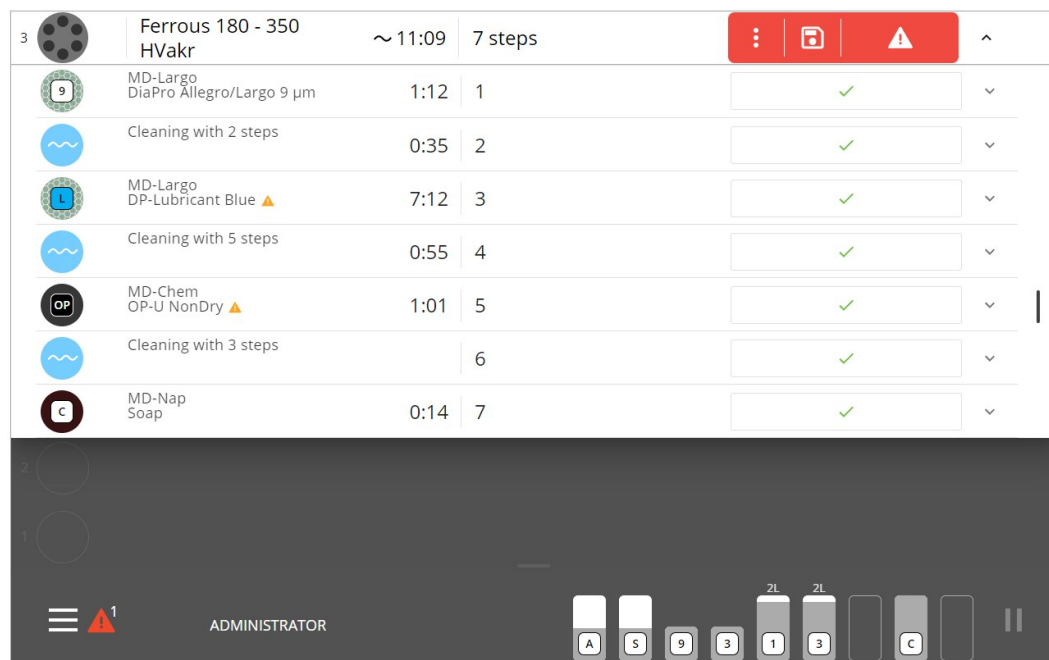 3
Ferrous 180 - 350
HVakr
~ 11:09
7 steps
9
MD-Largo
DiaPro Allegro/Largo 9 µm
1:12
1
Cleaning with 2 steps
0:35
2
L
MD-Largo
DP-Lubricant Blue
7:12
3
Cleaning with 5 steps
0:55
4
OP
MD-Chem
OP-U NonDry
1:01
5
Cleaning with 3 steps
6
C
MD-Nap
Soap
0:14
7
2
1
1
ADMINISTRATOR
2L 2L
A S 9 3 1 3 C